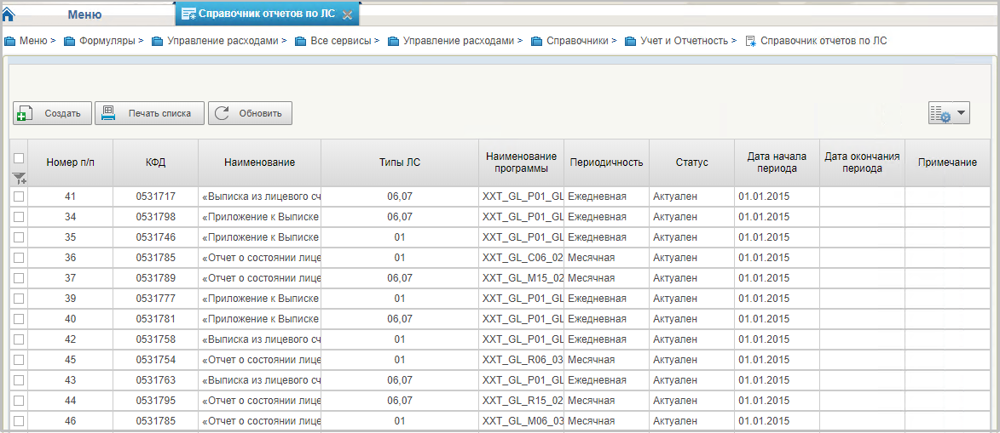 Меню Справочник отчетов по ЛС
Меню > Формуляры > Управление расходами > Все сервисы > Управление расходами > Справочники > Учет и Отчетность > Справочник отчетов по ЛС
Создать Печать списка Обновить
Номер п/п КФД Наименование Типы ЛС Наименование программы Периодичность Статус Дата начала периода Дата окончания периода Примечание
41 0531717 «Выписка из лицевого сч 06,07 XXT_GL_P01_GL Ежедневная Актуален 01.01.2015
34 0531798 «Приложение к Выписке 06,07 XXT_GL_P01_GL Ежедневная Актуален 01.01.2015
35 0531746 «Приложение к Выписке 01 XXT_GL_P01_GL Ежедневная Актуален 01.01.2015
36 0531785 «Отчет о состоянии лице 01 XXT_GL_C06_02 Месячная Актуален 01.01.2015
37 0531789 «Отчет о состоянии лице 06,07 XXT_GL_M15_02 Месячная Актуален 01.01.2015
39 0531777 «Приложение к Выписке 01 XXT_GL_P01_GL Ежедневная Актуален 01.01.2015
40 0531781 «Приложение к Выписке 06,07 XXT_GL_P01_GL Ежедневная Актуален 01.01.2015
42 0531758 «Выписка из лицевого сч 01 XXT_GL_P01_GL Ежедневная Актуален 01.01.2015
45 0531754 «Отчет о состоянии лице 01 XXT_GL_R06_03 Месячная Актуален 01.01.2015
43 0531763 «Выписка из лицевого сч 06,07 XXT_GL_P01_GL Ежедневная Актуален 01.01.2015
44 0531795 «Отчет о состоянии лице 06,07 XXT_GL_R15_02 Месячная Актуален 01.01.2015
46 0531785 «Отчет о состоянии лице 01 XXT_GL_M06_03 Месячная Актуален 01.01.2015